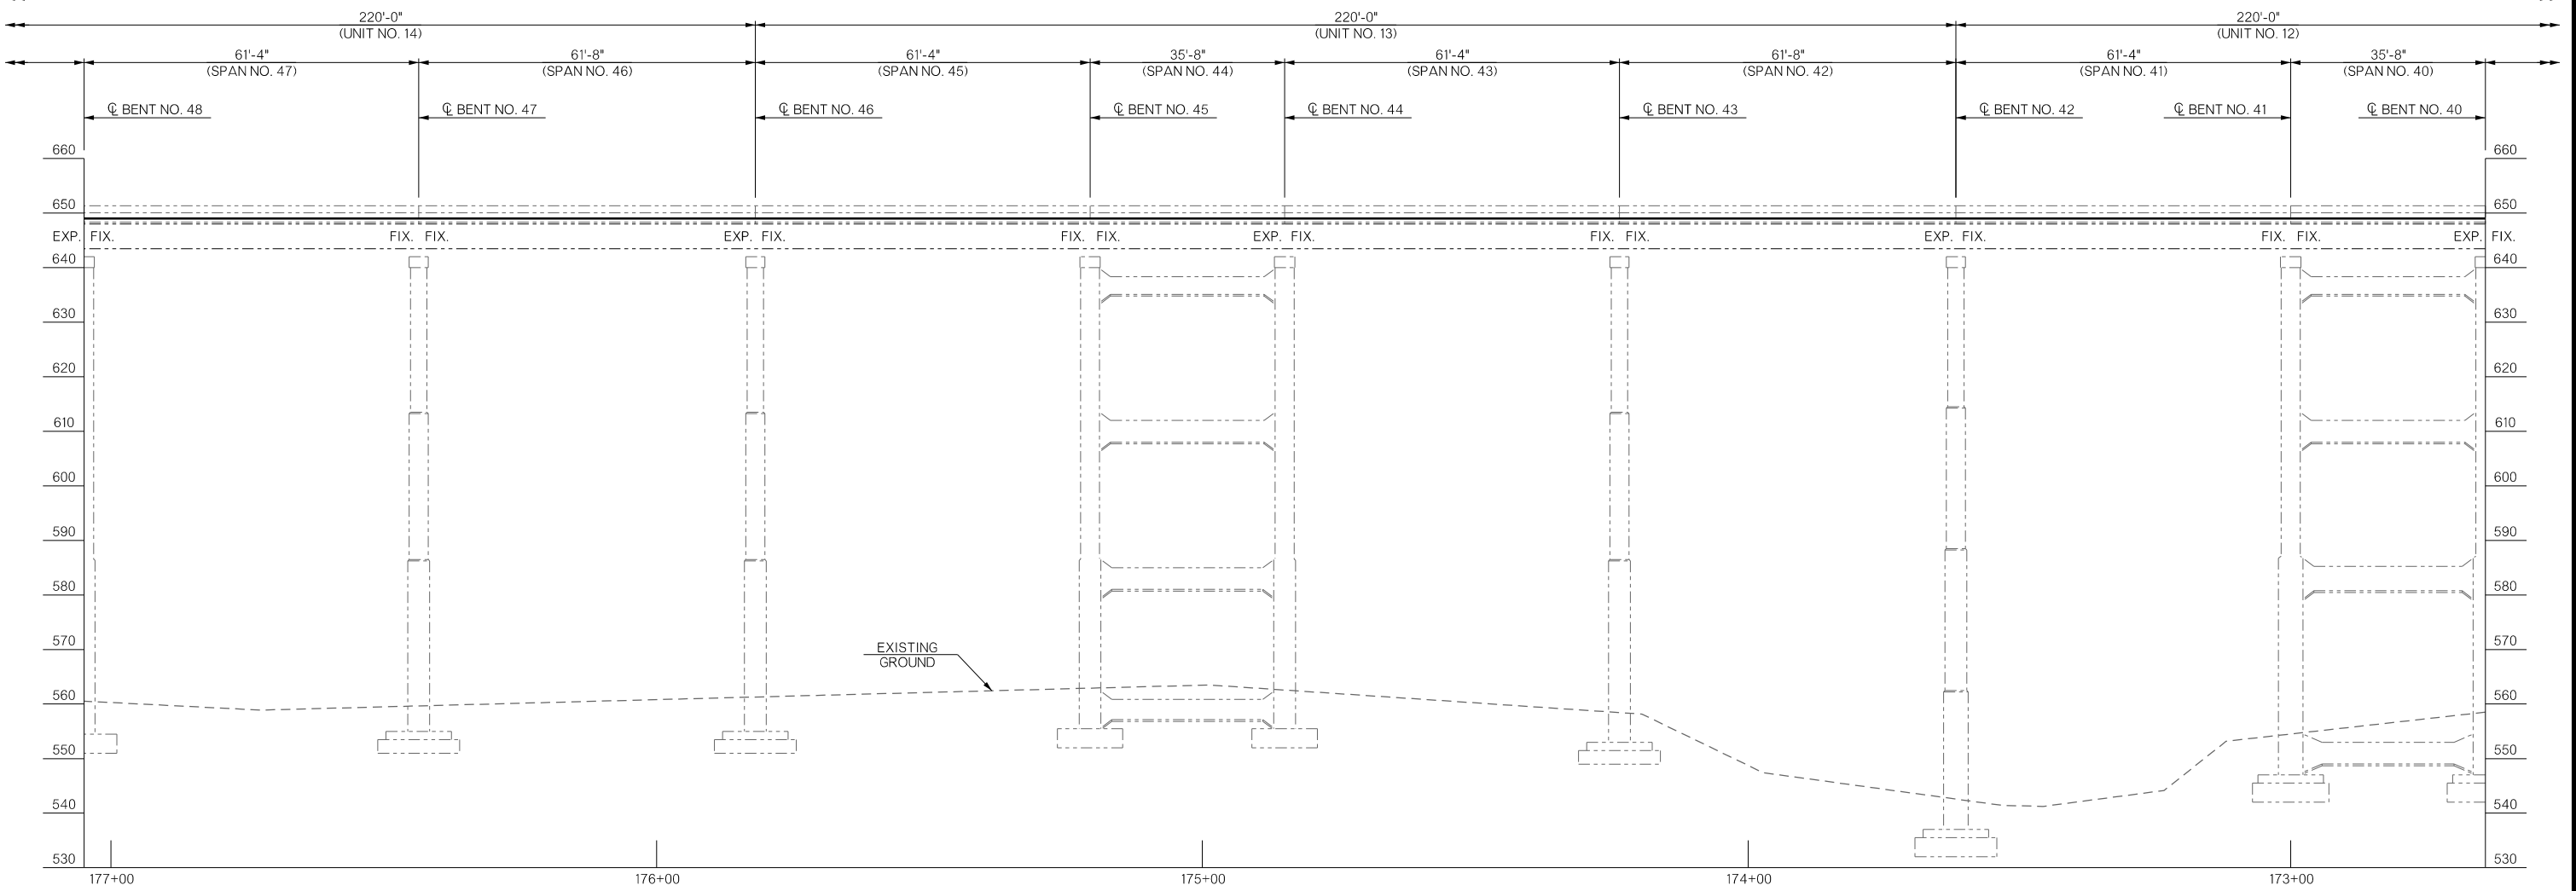 220'-0"
(UNIT NO. 14)
220'-0"
(UNIT NO. 13)
220'-0"
(UNIT NO. 12)
61'-4"
(SPAN NO. 47)
61'-8"
(SPAN NO. 46)
61'-4"
(SPAN NO. 45)
35'-8"
(SPAN NO. 44)
61'-4"
(SPAN NO. 43)
61'-8"
(SPAN NO. 42)
61'-4"
(SPAN NO. 41)
35'-8"
(SPAN NO. 40)
℄ BENT NO. 48
℄ BENT NO. 47
℄ BENT NO. 46
℄ BENT NO. 45
℄ BENT NO. 44
℄ BENT NO. 43
℄ BENT NO. 42
℄ BENT NO. 41
℄ BENT NO. 40
660 660
650 650
EXP. FIX. FIX. FIX. EXP. FIX. FIX. FIX. EXP. FIX. FIX. FIX. EXP. FIX. FIX. FIX. EXP. FIX.
640 640
630 630
620 620
610 610
600 600
590 590
580 580
570 570
EXISTING
GROUND
560 560
550 550
540 540
530 530
177+00 176+00 175+00 174+00 173+00